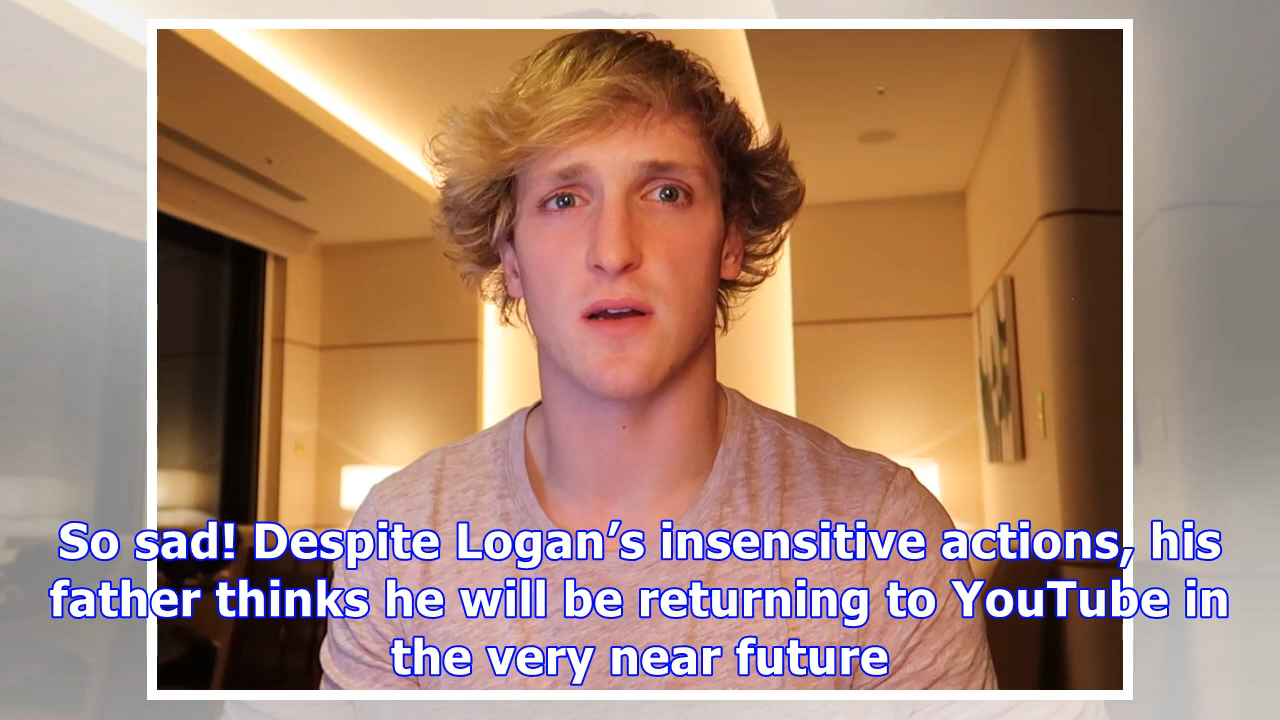 So sad! Despite Logan’s insensitive actions, his
father thinks he will be returning to YouTube in
the very near future